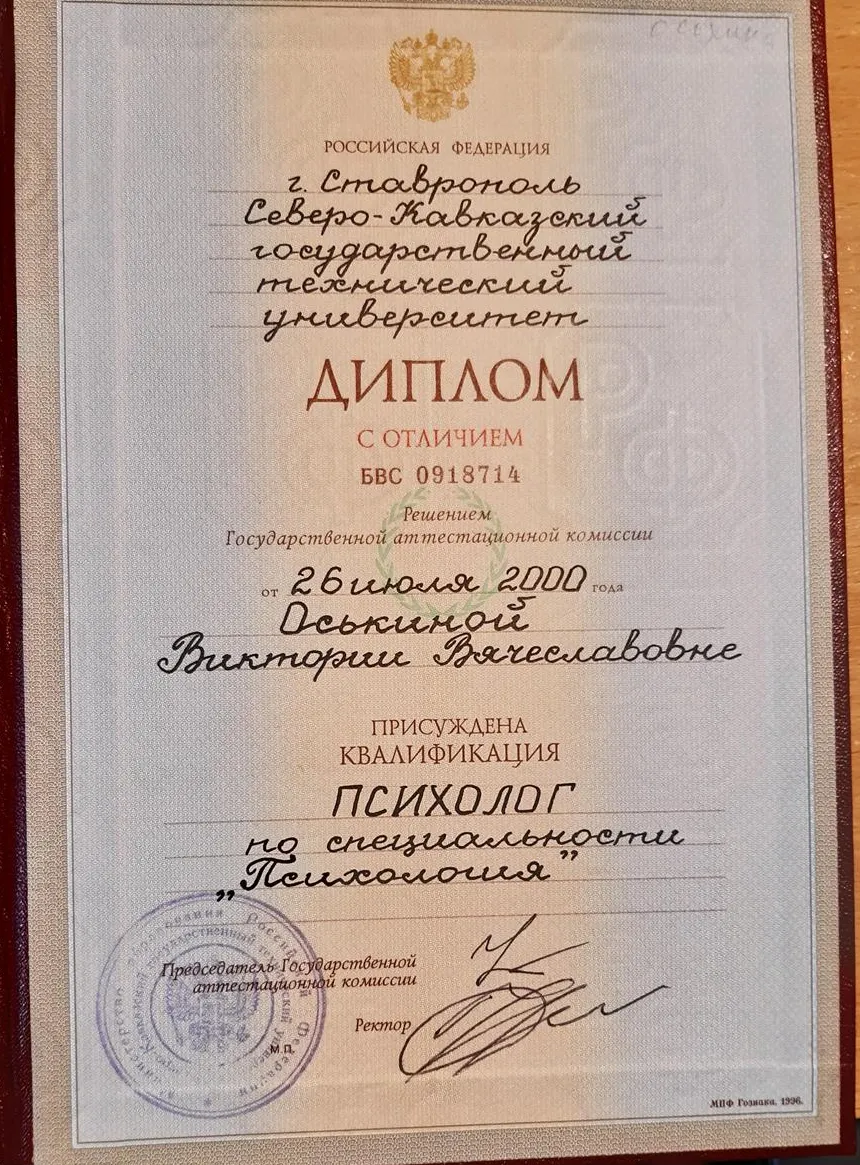 РОССИЙСКАЯ ФЕДЕРАЦИЯ
г. Ставрополь
Северо-Кавказский
государственный
технический
университет
ДИПЛОМ
С ОТЛИЧИЕМ
БВС 0918714
Решением
Государственной аттестационной комиссии
от 26 июля 2000 года
Оськиной
Виктории Вячеславовне
ПРИСУЖДЕНА
КВАЛИФИКАЦИЯ
ПСИХОЛОГ
по специальности
„Психология”
Председатель Государственной
аттестационной комиссии
Ректор
М.П.
МПФ Гознака. 1996.